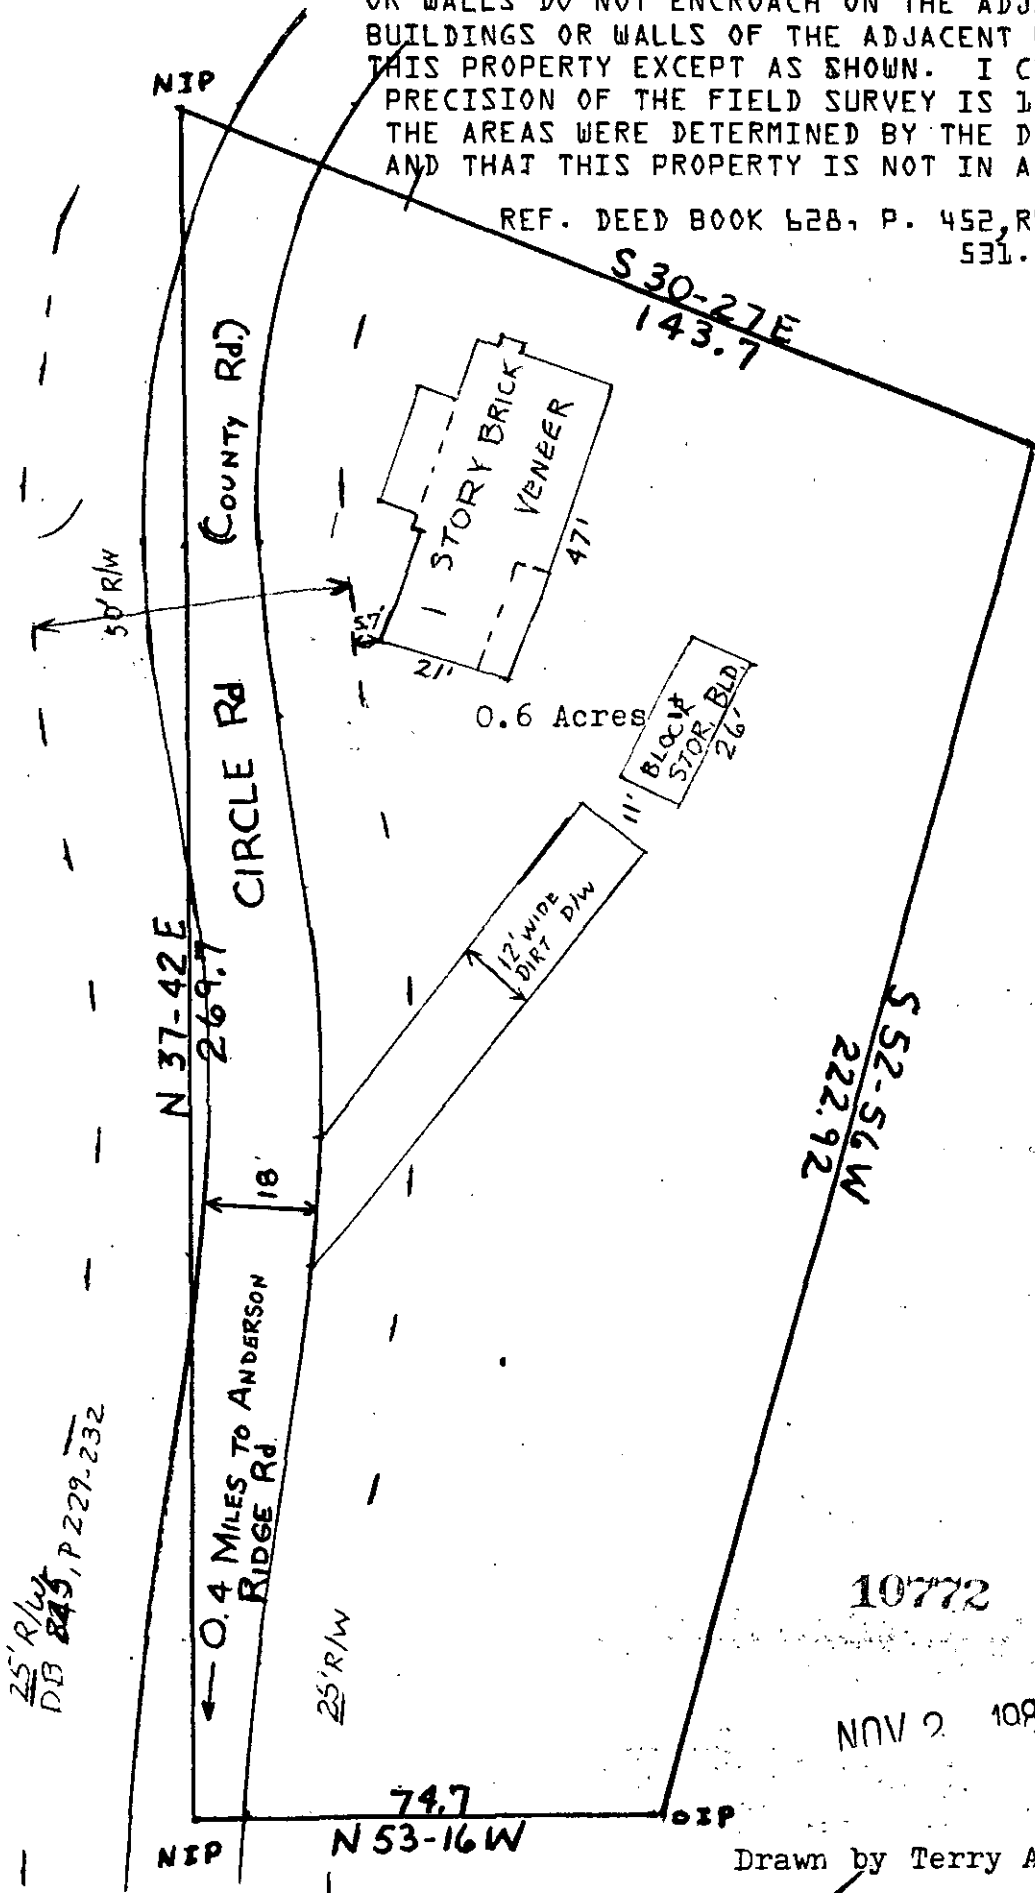 OR WALLS DO NOT ENCROACH ON THE
BUILDINGS OR WALLS OF THE ADJACENT
THIS PROPERTY EXCEPT AS SHOWN. I C
PRECISION OF THE FIELD SURVEY IS 1
THE AREAS WERE DETERMINED BY THE D
AND THAT THIS PROPERTY IS NOT IN A
REF. DEED BOOK 628, P. 452,
531.
NIP
S 30-27E
143.7
(COUNTY Rd.)
1 STORY BRICK
VENEER
47'
50' R/W
57'
21'
0.6 Acres
BLOCK
STOR. BLD.
26'
11'
CIRCLE Rd
12' WIDE
DIRT D/W
N 37-42 E
269.7
S 52-56 W
222.92
18'
0.4 MILES TO ANDERSON
RIDGE Rd.
25' R/W
DB 845, P 229-232
25' R/W
10772
NOV 2
74.7
N 53-16 W
NIP
OIP
Drawn by Terry A